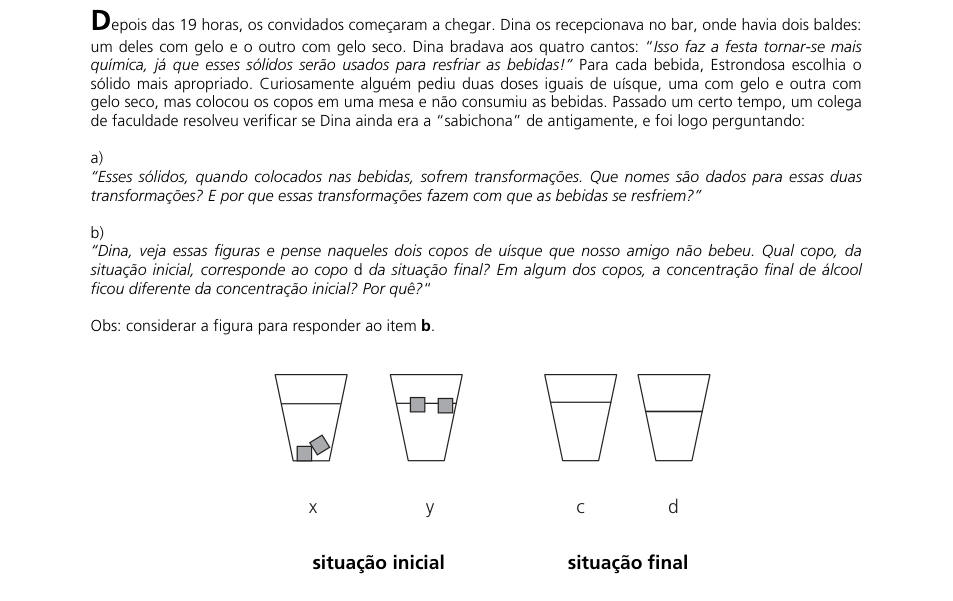 Depois das 19 horas, os convidados começaram a chegar. Dina os recepcionava no bar, onde havia dois baldes:
um deles com gelo e o outro com gelo seco. Dina bradava aos quatro cantos: “Isso faz a festa tornar-se mais
química, já que esses sólidos serão usados para resfriar as bebidas!” Para cada bebida, Estrondosa escolhia o
sólido mais apropriado. Curiosamente alguém pediu duas doses iguais de uísque, uma com gelo e outra com
gelo seco, mas colocou os copos em uma mesa e não consumiu as bebidas. Passado um certo tempo, um colega
de faculdade resolveu verificar se Dina ainda era a “sabichona” de antigamente, e foi logo perguntando:
a)
“Esses sólidos, quando colocados nas bebidas, sofrem transformações. Que nomes são dados para essas duas
transformações? E por que essas transformações fazem com que as bebidas se resfriem?”
b)
“Dina, veja essas figuras e pense naqueles dois copos de uísque que nosso amigo não bebeu. Qual copo, da
situação inicial, corresponde ao copo d da situação final? Em algum dos copos, a concentração final de álcool
ficou diferente da concentração inicial? Por quê?“
Obs: considerar a figura para responder ao item b.
x y c d
situação inicial situação final